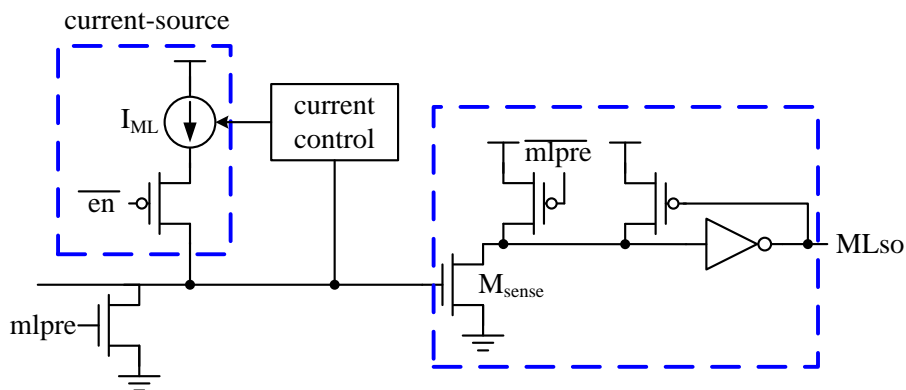 current-source
I_ML
current
control
en
mlpre
mlpre
M_sense
MLso